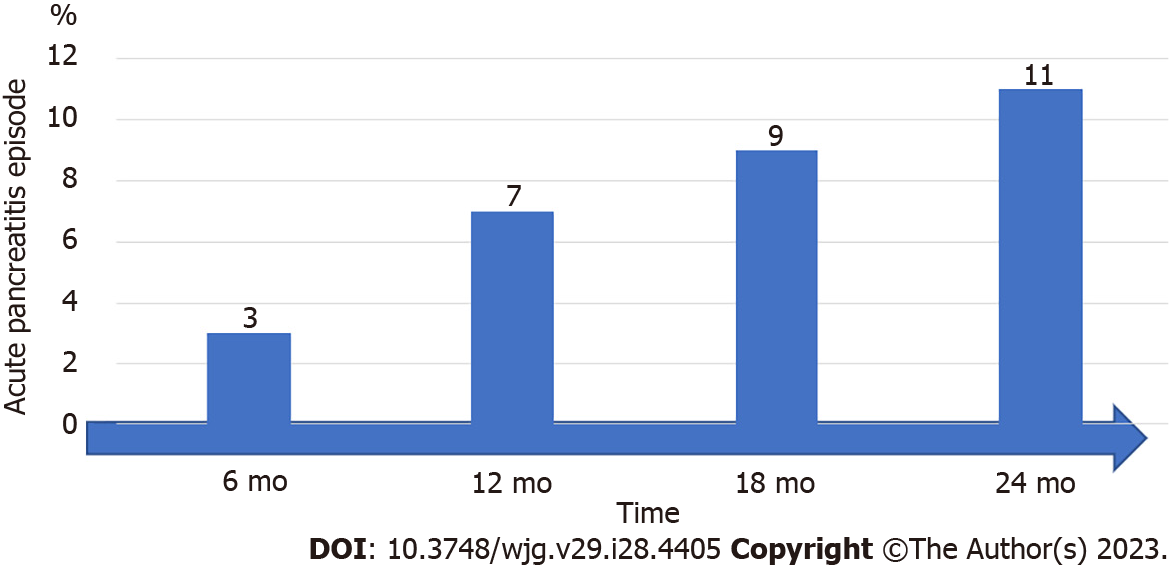 %
12
10
8
6
4
2
0
Acute pancreatitis episode
3
7
9
11
6 mo
12 mo
18 mo
24 mo
Time
DOI: 10.3748/wjg.v29.i28.4405 Copyright ©The Author(s) 2023.